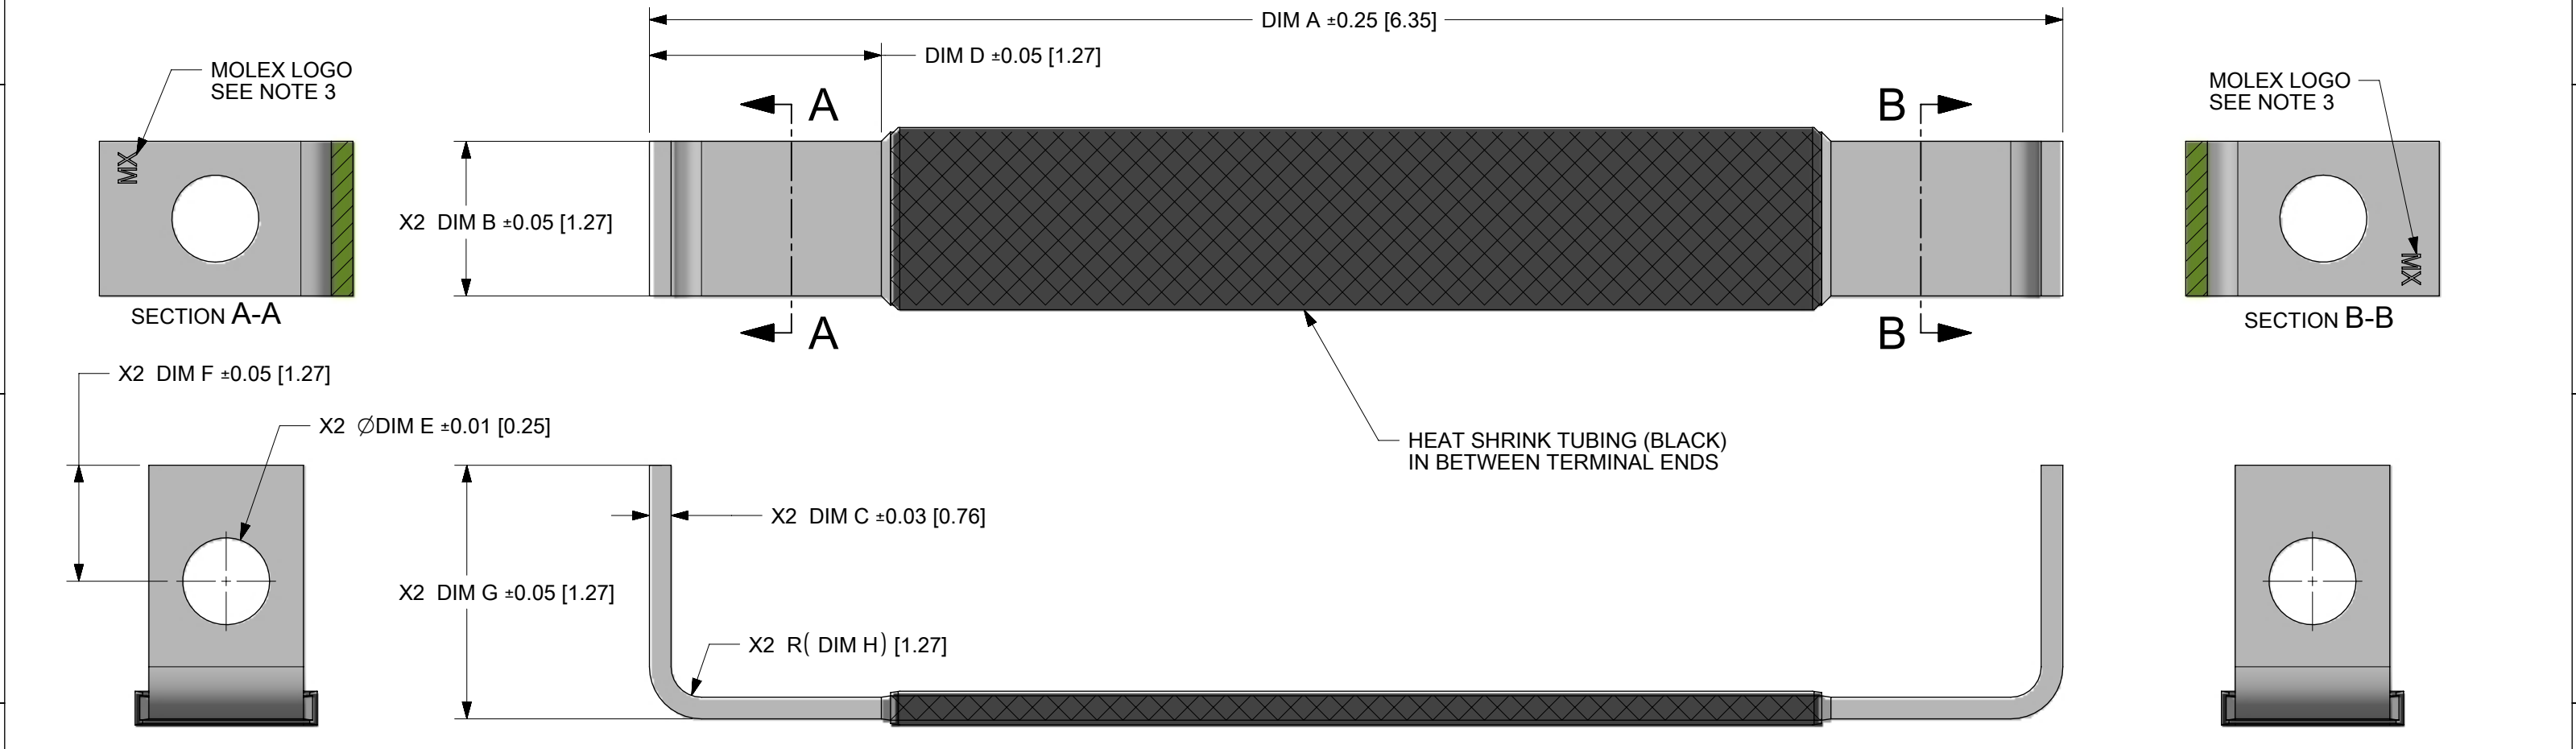 DIM A ±0.25 [6.35]
DIM D ±0.05 [1.27]
MOLEX LOGO
SEE NOTE 3
MX
SECTION A-A
A
A
B
B
X2 DIM B ±0.05 [1.27]
MOLEX LOGO
SEE NOTE 3
MX
SECTION B-B
X2 DIM F ±0.05 [1.27]
X2 ∅DIM E ±0.01 [0.25]
HEAT SHRINK TUBING (BLACK)
IN BETWEEN TERMINAL ENDS
X2 DIM C ±0.03 [0.76]
X2 DIM G ±0.05 [1.27]
X2 R( DIM H) [1.27]